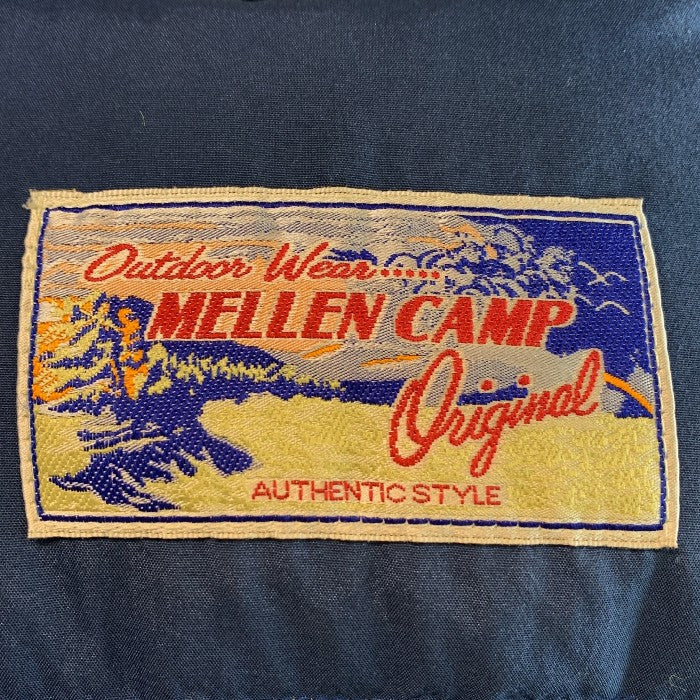 Outdoor Wear.....
MELLEN CAMP
Original
AUTHENTIC STYLE